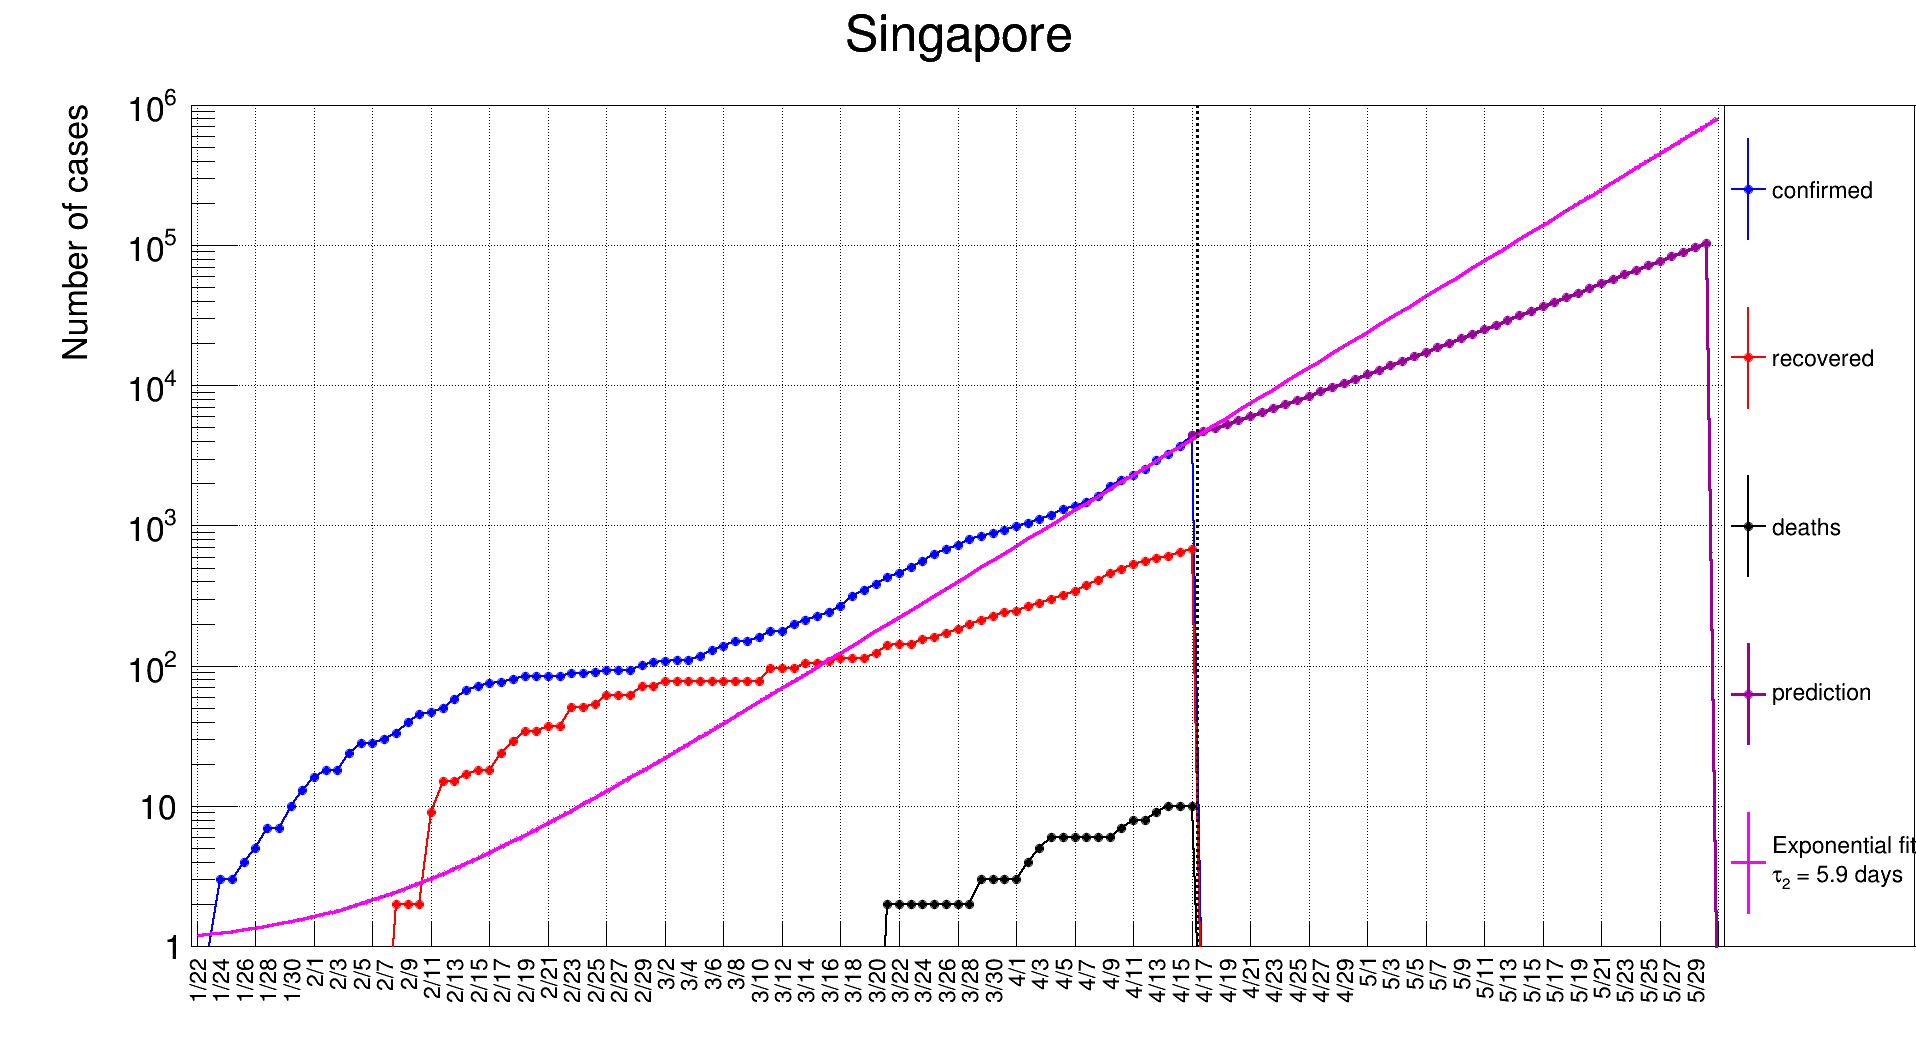 Singapore
Number of cases
10^6
10^5
10^4
10^3
10^2
10
1
1/22 1/24 1/26 1/28 1/30 2/1 2/3 2/5 2/7 2/9 2/11 2/13 2/15 2/17 2/19 2/21 2/23 2/25 2/27 2/29 3/2 3/4 3/6 3/8 3/10 3/12 3/14 3/16 3/18 3/20 3/22 3/24 3/26 3/28 3/30 4/1 4/3 4/5 4/7 4/9 4/11 4/13 4/15 4/17 4/19 4/21 4/23 4/25 4/27 4/29 5/1 5/3 5/5 5/7 5/9 5/11 5/13 5/15 5/17 5/19 5/21 5/23 5/25 5/27 5/29
confirmed
recovered
deaths
prediction
Exponential fit
τ₂ = 5.9 days